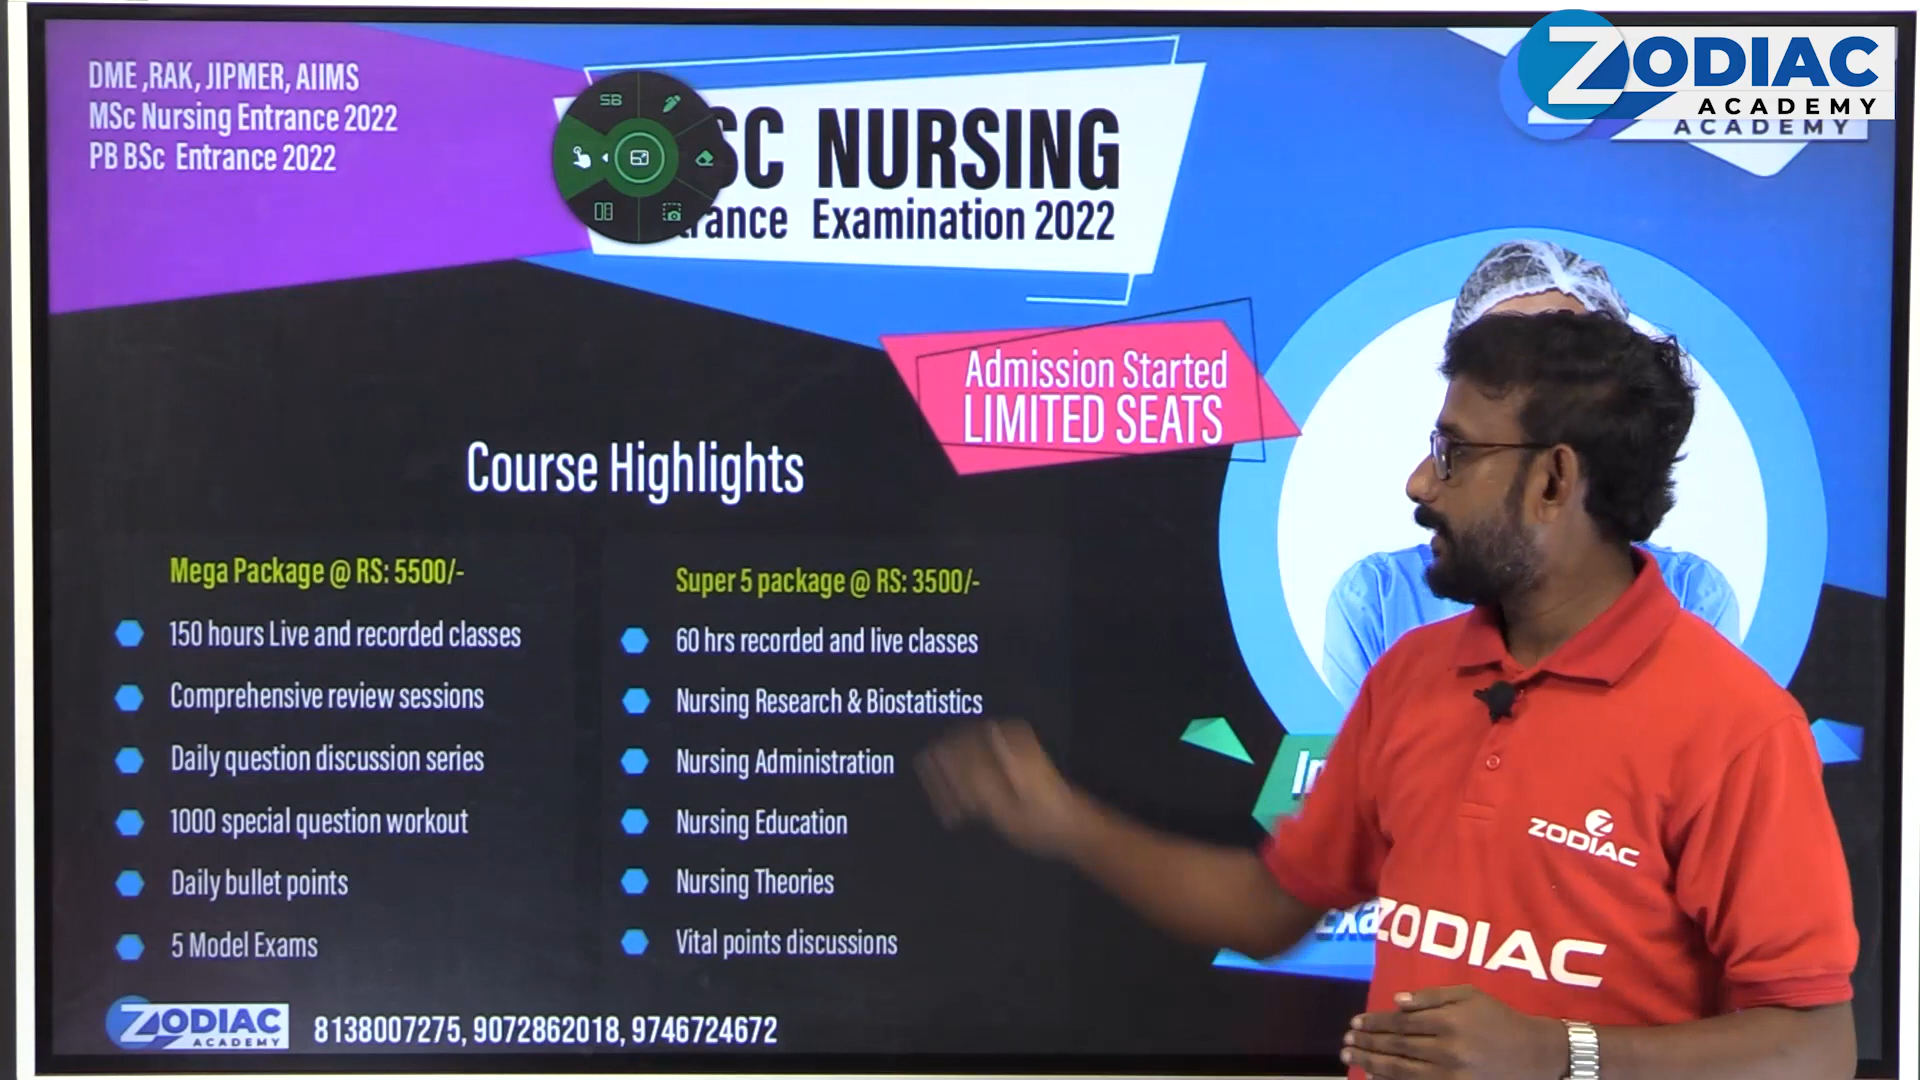 DME ,RAK, JIPMER, AIIMS
MSc Nursing Entrance 2022
PB BSc Entrance 2022
SC NURSING
rance Examination 2022
ZODIAC
ACADEMY
ACADEMY
Admission Started
LIMITED SEATS
Course Highlights
Mega Package @ RS: 5500/-
150 hours Live and recorded classes
Comprehensive review sessions
Daily question discussion series
1000 special question workout
Daily bullet points
5 Model Exams
Super 5 package @ RS: 3500/-
60 hrs recorded and live classes
Nursing Research & Biostatistics
Nursing Administration
Nursing Education
Nursing Theories
Vital points discussions
ZODIAC
ACADEMY
8138007275, 9072862018, 9746724672
ZODIAC
ZODIAC